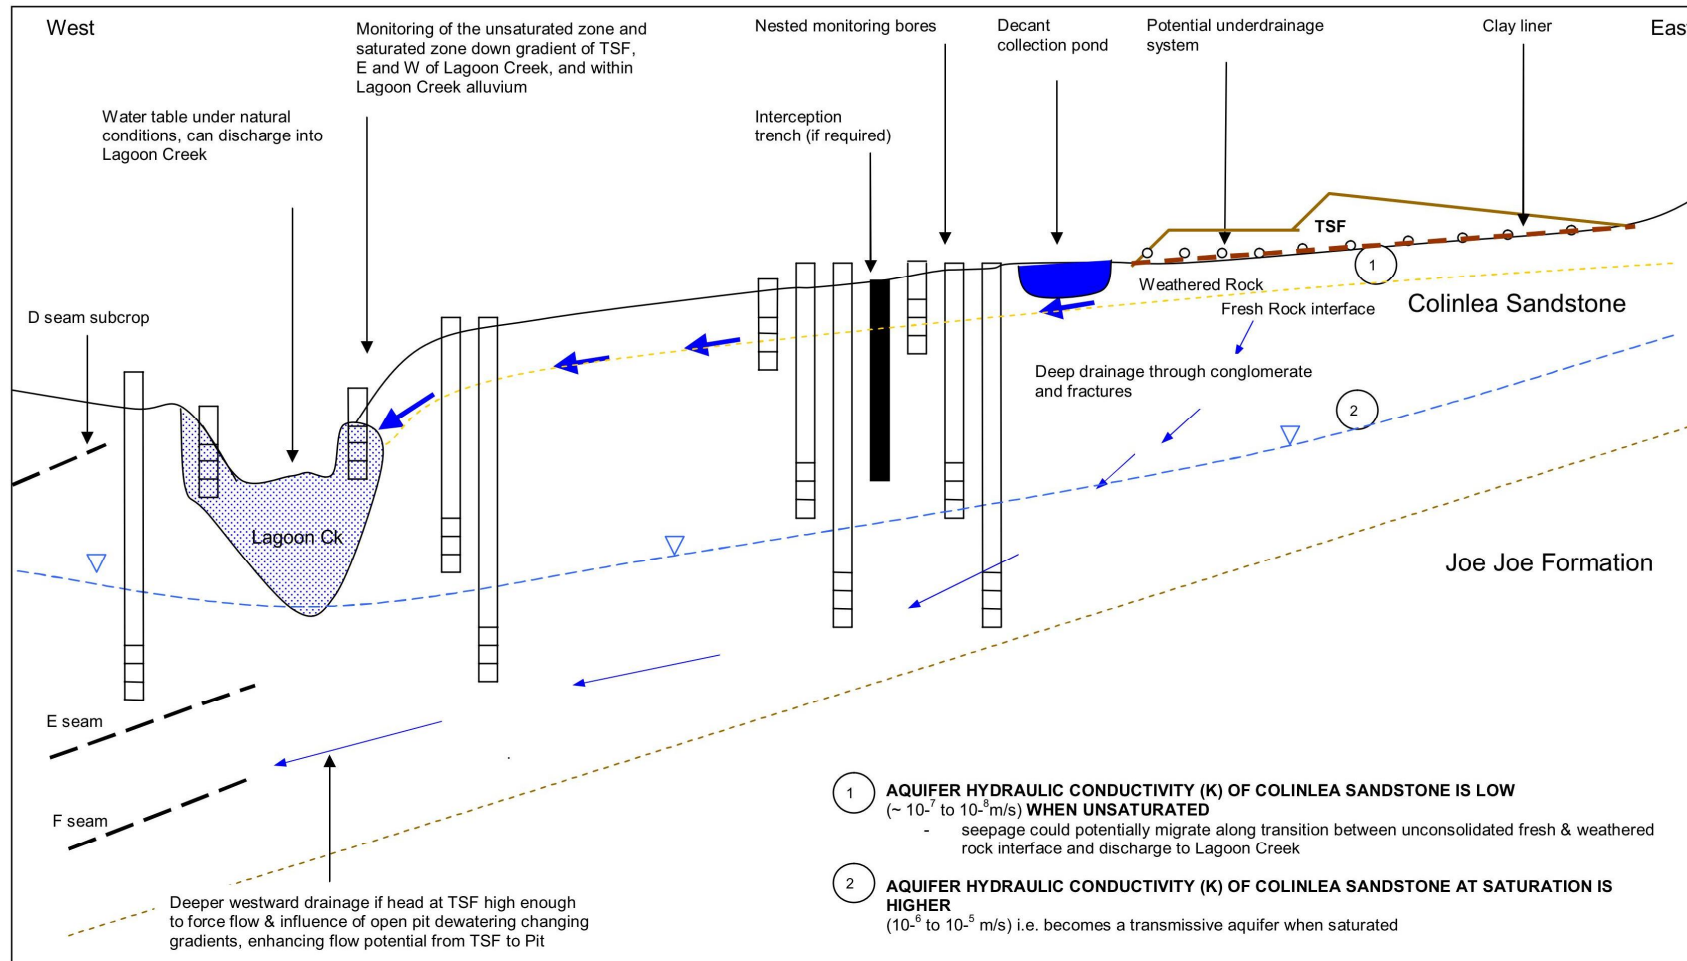 West
Monitoring of the unsaturated zone and
saturated zone down gradient of TSF,
E and W of Lagoon Creek, and within
Lagoon Creek alluvium
Nested monitoring bores
Decant
collection pond
Potential underdrainage
system
Clay liner
East
Water table under natural
conditions, can discharge into
Lagoon Creek
Interception
trench (if required)
TSF
1
Weathered Rock
Fresh Rock interface
Colinlea Sandstone
D seam subcrop
Deep drainage through conglomerate
and fractures
2
Lagoon Ck
Joe Joe Formation
E seam
F seam
1
AQUIFER HYDRAULIC CONDUCTIVITY (K) OF COLINLEA SANDSTONE IS LOW
(~ 10-⁷ to 10-⁸m/s) WHEN UNSATURATED
- seepage could potentially migrate along transition between unconsolidated fresh & weathered
rock interface and discharge to Lagoon Creek
2
AQUIFER HYDRAULIC CONDUCTIVITY (K) OF COLINLEA SANDSTONE AT SATURATION IS
HIGHER
(10-⁶ to 10-⁵ m/s) i.e. becomes a transmissive aquifer when saturated
Deeper westward drainage if head at TSF high enough
to force flow & influence of open pit dewatering changing
gradients, enhancing flow potential from TSF to Pit